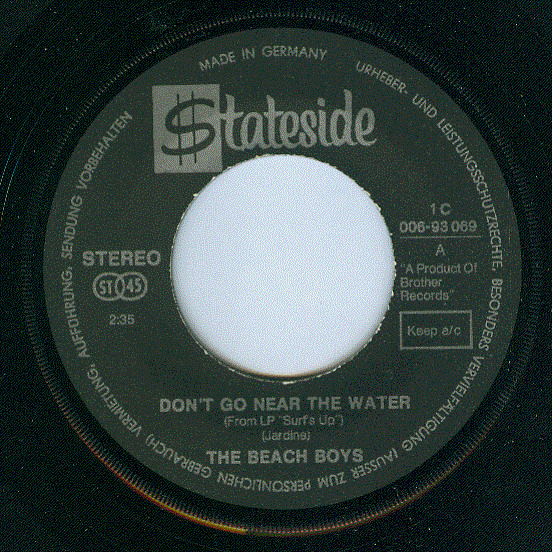 MADE IN GERMANY
URHEBER- UND LEISTUNGSSCHUTZRECHTE, BESONDERS VERVIELFÄLTIGUNG (AUSSER ZUM PERSÖNLICHEN GEBRAUCH) VERMIETUNG, AUFFÜHRUNG, SENDUNG VORBEHALTEN
$tateside
1 C
006-93 069
A
"A Product Of
Brother
Records"
Keep a/c
STEREO
ST 45
2:35
DON'T GO NEAR THE WATER
(From LP "Surf's Up")
(Jardine)
THE BEACH BOYS